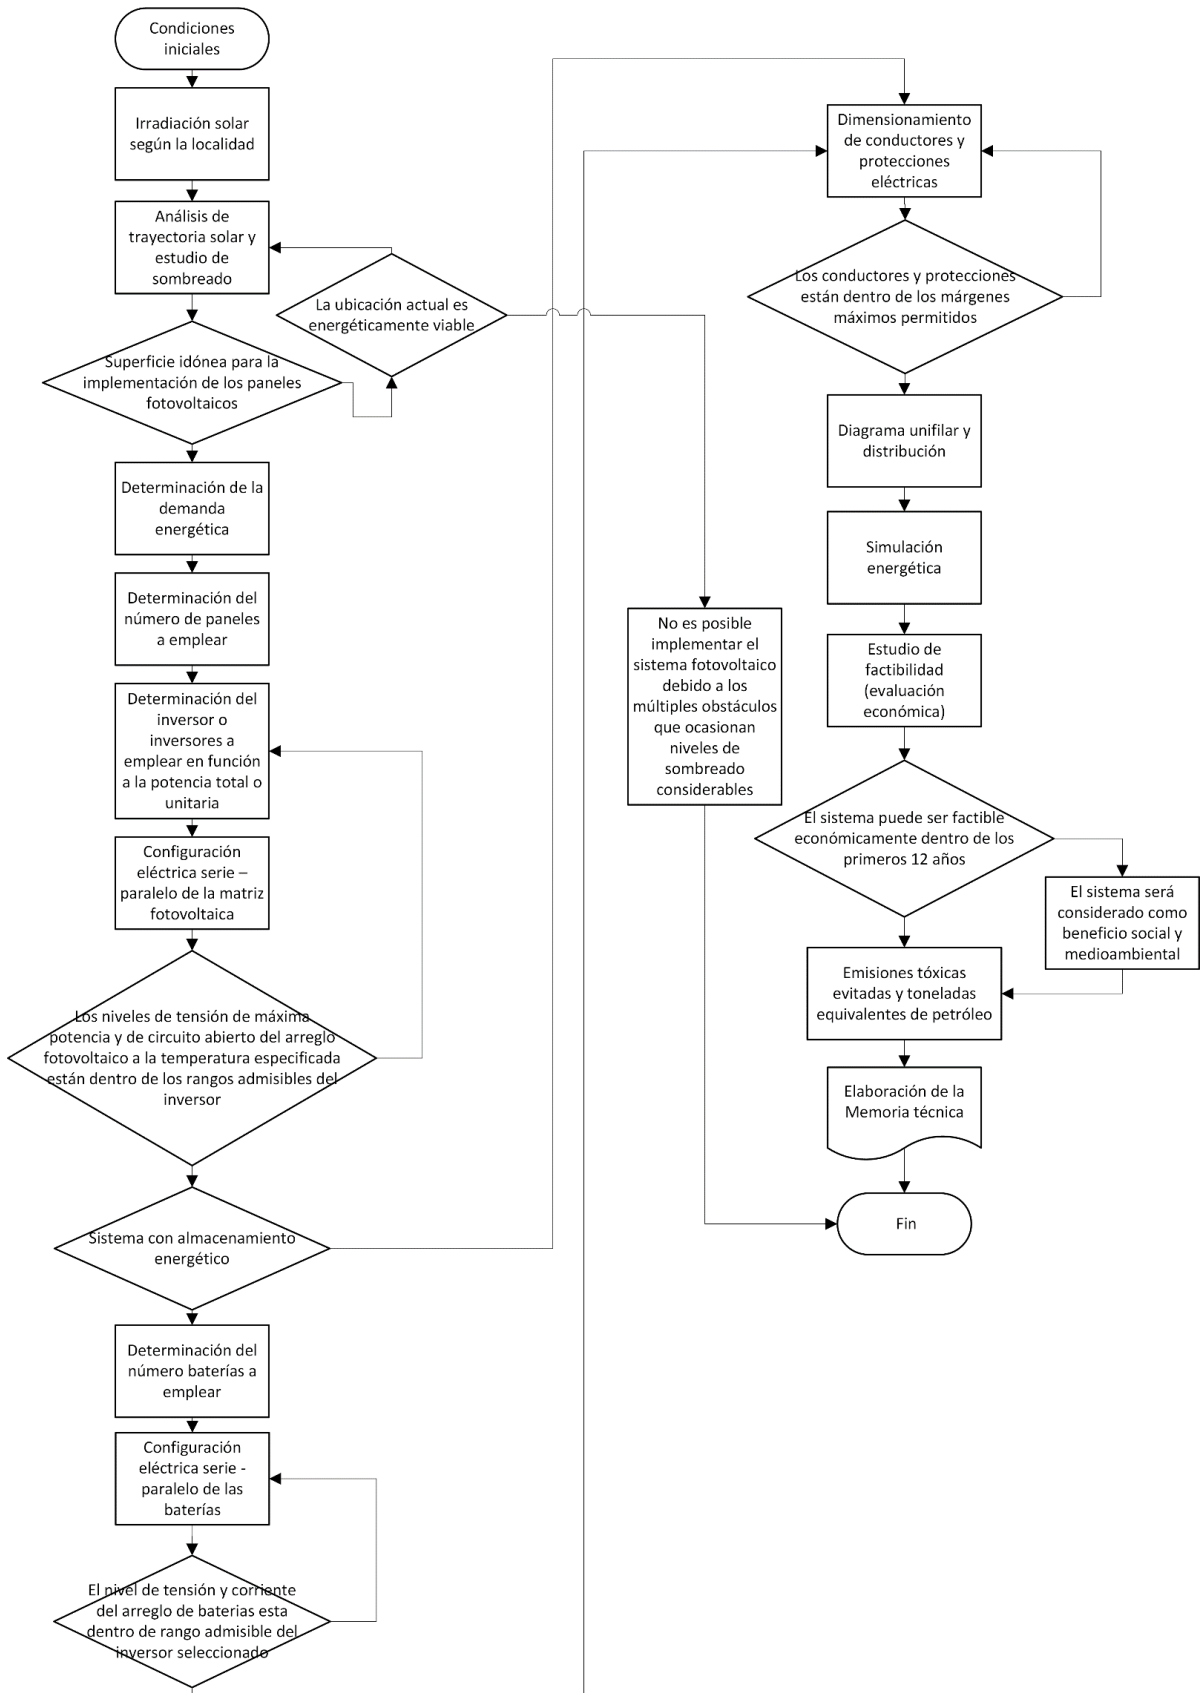 Condiciones
iniciales
Irradiación solar
según la localidad
Análisis de
trayectoria solar y
estudio de
sombreado
La ubicación actual es
energéticamente viable
Superficie idónea para la
implementación de los paneles
fotovoltaicos
Determinación de la
demanda
energética
Determinación del
número de paneles
a emplear
Determinación del
inversor o
inversores a
emplear en función
a la potencia total o
unitaria
Configuración
eléctrica serie –
paralelo de la matriz
fotovoltaica
Los niveles de tensión de máxima
potencia y de circuito abierto del arreglo
fotovoltaico a la temperatura especificada
están dentro de los rangos admisibles del
inversor
Sistema con almacenamiento
energético
Determinación del
número baterías a
emplear
Configuración
eléctrica serie -
paralelo de las
baterías
El nivel de tensión y corriente
del arreglo de baterias esta
dentro de rango admisible del
inversor seleccionado
No es posible
implementar el
sistema fotovoltaico
debido a los
múltiples obstáculos
que ocasionan
niveles de
sombreado
considerables
Dimensionamiento
de conductores y
protecciones
eléctricas
Los conductores y protecciones
están dentro de los márgenes
máximos permitidos
Diagrama unifilar y
distribución
Simulación
energética
Estudio de
factibilidad
(evaluación
económica)
El sistema puede ser factible
económicamente dentro de los
primeros 12 años
El sistema será
considerado como
beneficio social y
medioambiental
Emisiones tóxicas
evitadas y toneladas
equivalentes de petróleo
Elaboración de la
Memoria técnica
Fin